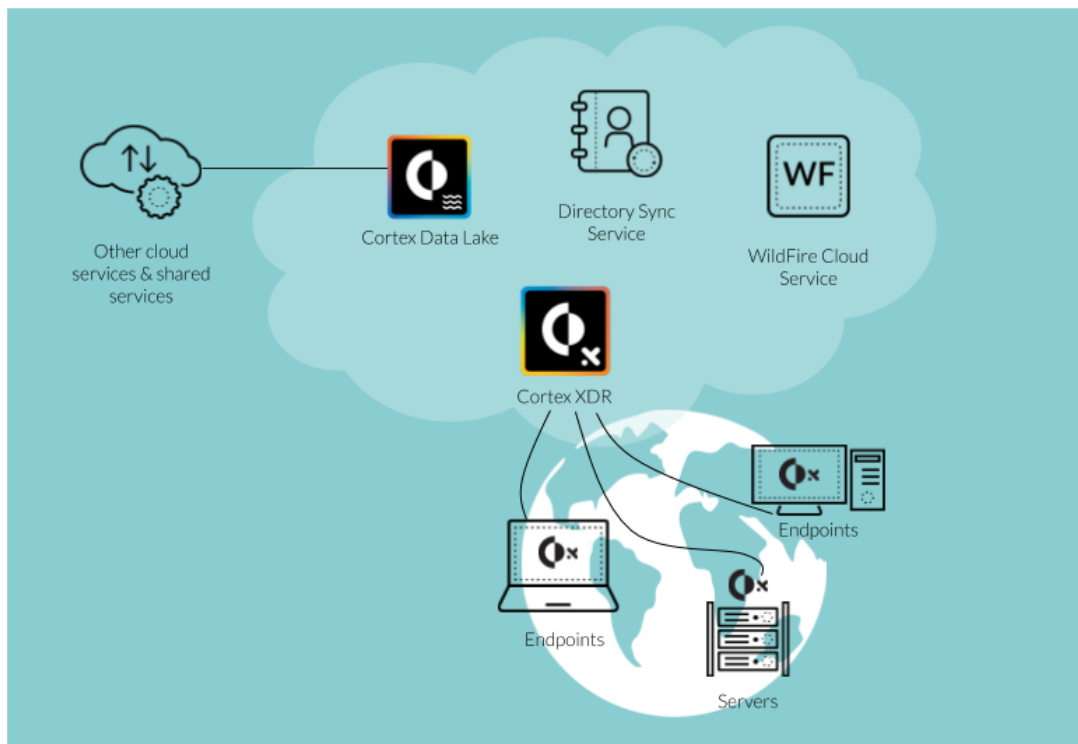 Other cloud
services & shared
services
Cortex Data Lake
Directory Sync
Service
WF
WildFire Cloud
Service
Cortex XDR
Endpoints
Endpoints
Servers